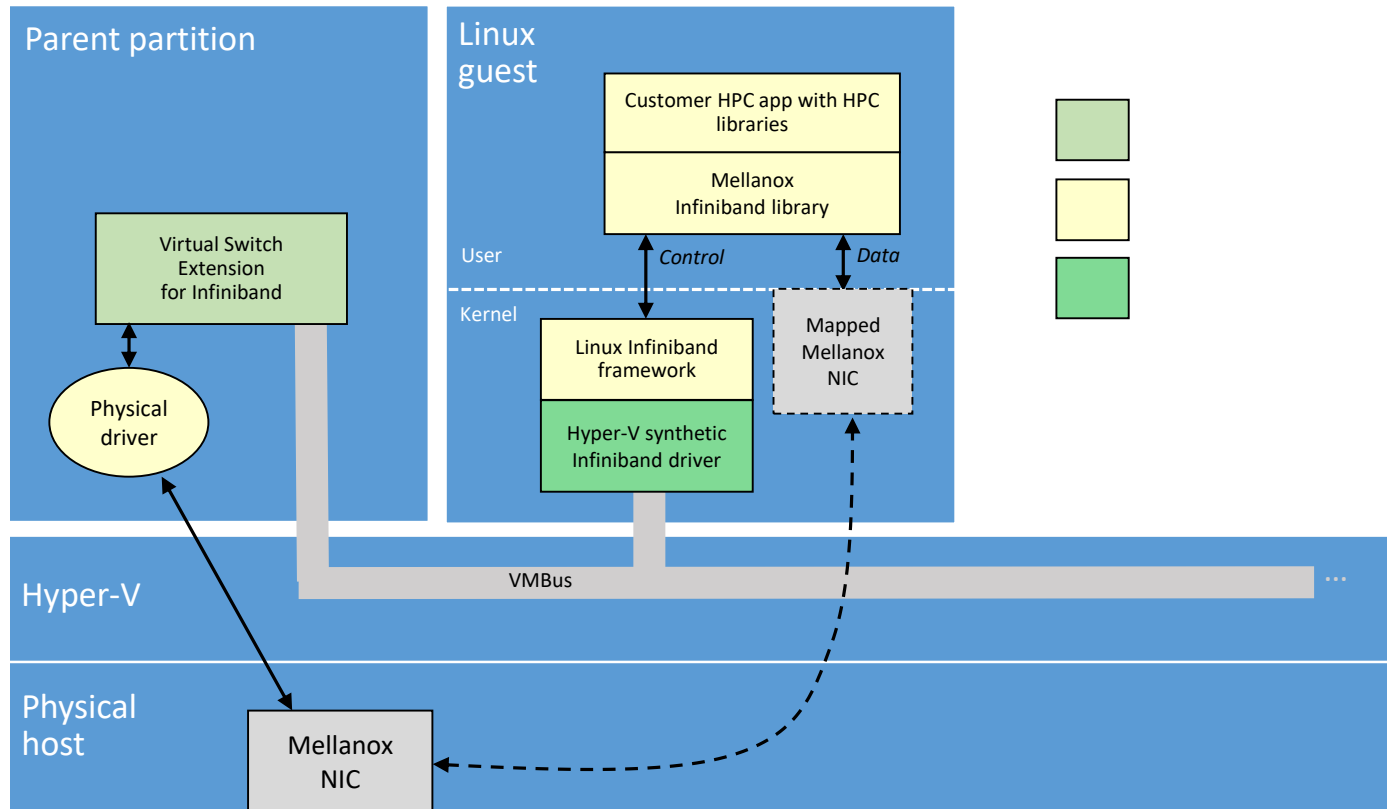 Parent partition
Linux
guest
Customer HPC app with HPC
libraries
Mellanox
Infiniband library
Virtual Switch
Extension
for Infiniband
User
Control
Data
Kernel
Mapped
Mellanox
NIC
Linux Infiniband
framework
Physical
driver
Hyper-V synthetic
Infiniband driver
Hyper-V
VMBus
...
Physical
host
Mellanox
NIC